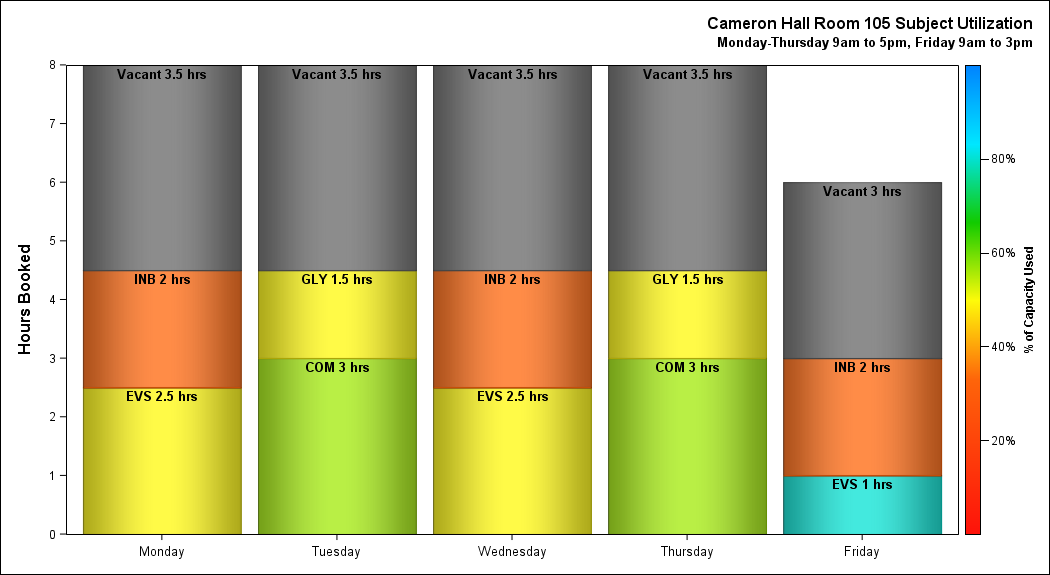 Cameron Hall Room 105 Subject Utilization
Monday-Thursday 9am to 5pm, Friday 9am to 3pm
Hours Booked
8
7
6
5
4
3
2
1
0
Vacant 3.5 hrs
INB 2 hrs
EVS 2.5 hrs
Vacant 3.5 hrs
GLY 1.5 hrs
COM 3 hrs
Vacant 3.5 hrs
INB 2 hrs
EVS 2.5 hrs
Vacant 3.5 hrs
GLY 1.5 hrs
COM 3 hrs
Vacant 3 hrs
INB 2 hrs
EVS 1 hrs
Monday Tuesday Wednesday Thursday Friday
80%
60%
40%
20%
% of Capacity Used